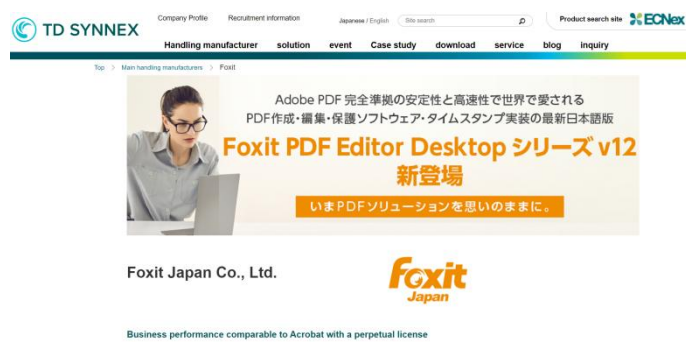 Company Profile Recruitment information Japanese / English Site search Product search site ECNex
TD SYNNEX
Handling manufacturer solution event Case study download service blog inquiry
Top > Main handling manufacturers > Foxit
Adobe PDF 完全準拠の安定性と高速性で世界で愛される
PDF作成・編集・保護ソフトウェア・タイムスタンプ実装の最新日本語版
Foxit PDF Editor Desktop シリーズ v12
新登場
いまPDFソリューションを思いのままに。
Foxit Japan Co., Ltd.
foxit
Japan
Business performance comparable to Acrobat with a perpetual license